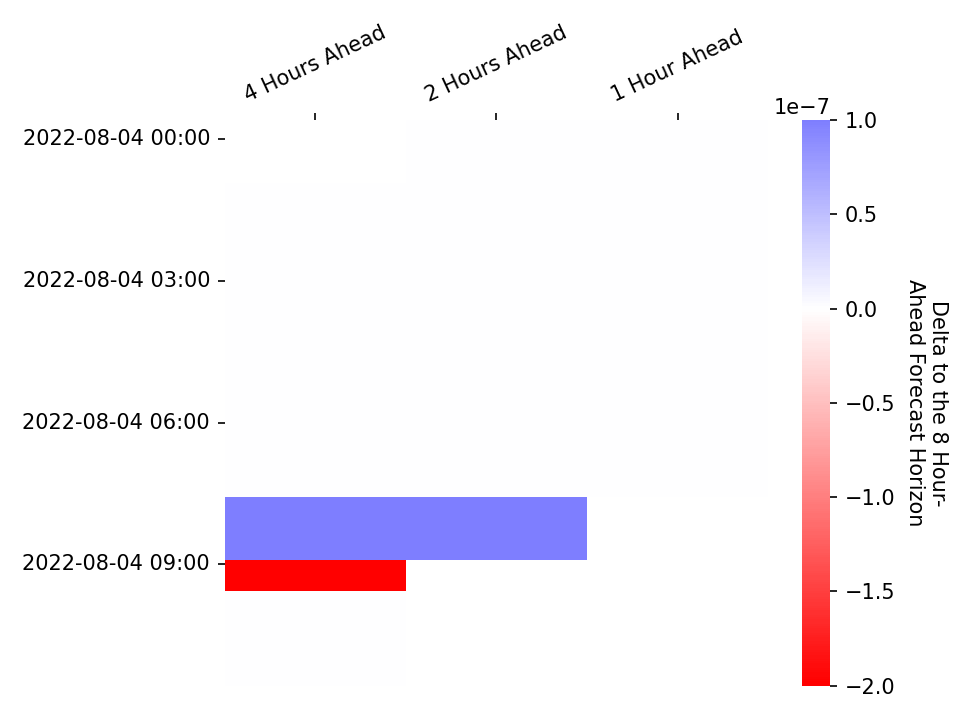 4 Hours Ahead
2 Hours Ahead
1 Hour Ahead
1e−7
2022-08-04 00:00
2022-08-04 03:00
2022-08-04 06:00
2022-08-04 09:00
1.0
0.5
0.0
−0.5
−1.0
−1.5
−2.0
Delta to the 8 Hour-
Ahead Forecast Horizon